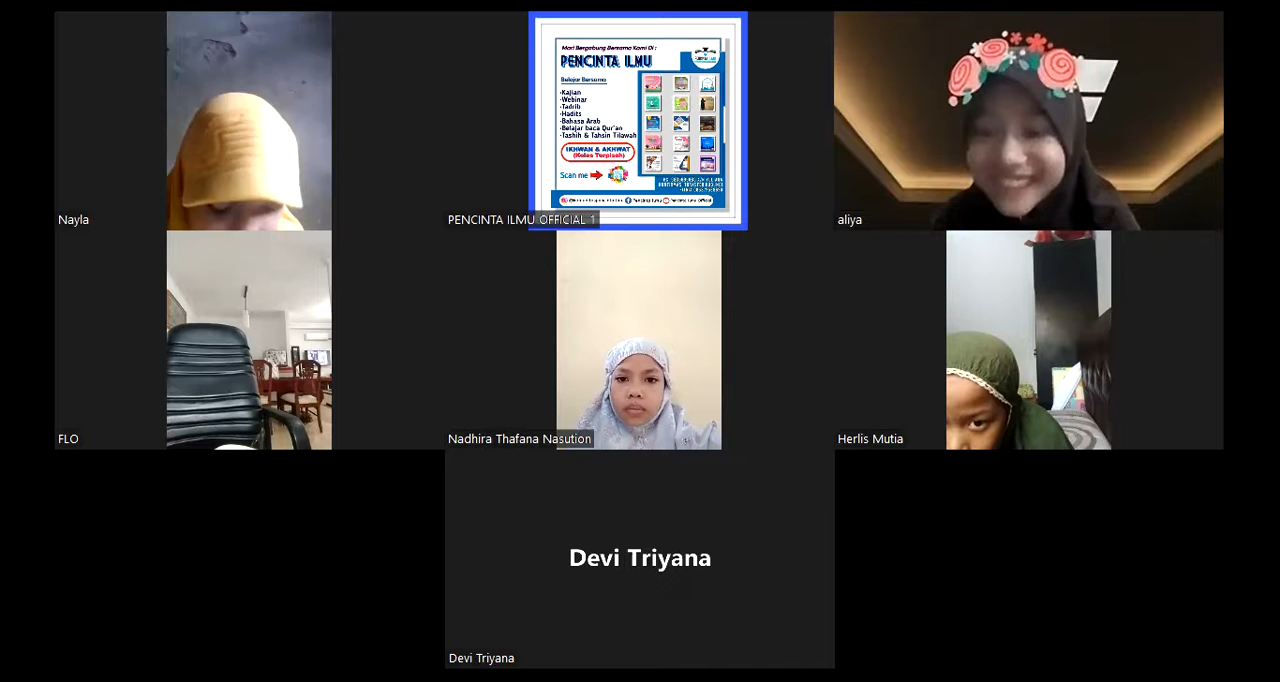 Nayla
Mari Bergabung Bersama Kami Di :
PENCINTA ILMU
Belajar Bersama
·Kajian
·Webinar
·Tadrib
·Hadits
·Bahasa Arab
·Belajar baca Qur'an
·Tashih & Tahsin Tilawah
IKHWAN & AKHWAT
(Kelas Terpisah)
Scan me
PENCINTA ILMU OFFICIAL 1
aliya
FLO
Nadhira Thafana Nasution
Herlis Mutia
Devi Triyana
Devi Triyana